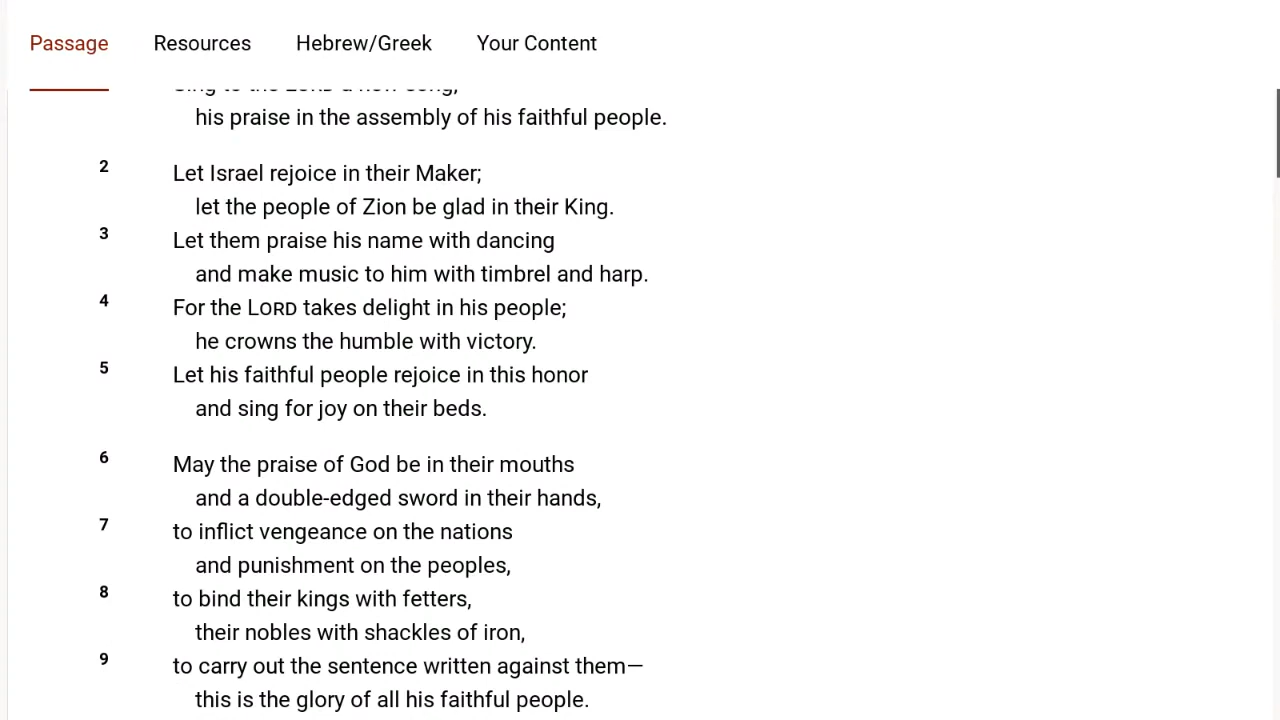 Passage Resources Hebrew/Greek Your Content
Sing to the LORD a new song,
his praise in the assembly of his faithful people.
2 Let Israel rejoice in their Maker;
let the people of Zion be glad in their King.
3 Let them praise his name with dancing
and make music to him with timbrel and harp.
4 For the LORD takes delight in his people;
he crowns the humble with victory.
5 Let his faithful people rejoice in this honor
and sing for joy on their beds.
6 May the praise of God be in their mouths
and a double-edged sword in their hands,
7 to inflict vengeance on the nations
and punishment on the peoples,
8 to bind their kings with fetters,
their nobles with shackles of iron,
9 to carry out the sentence written against them—
this is the glory of all his faithful people.